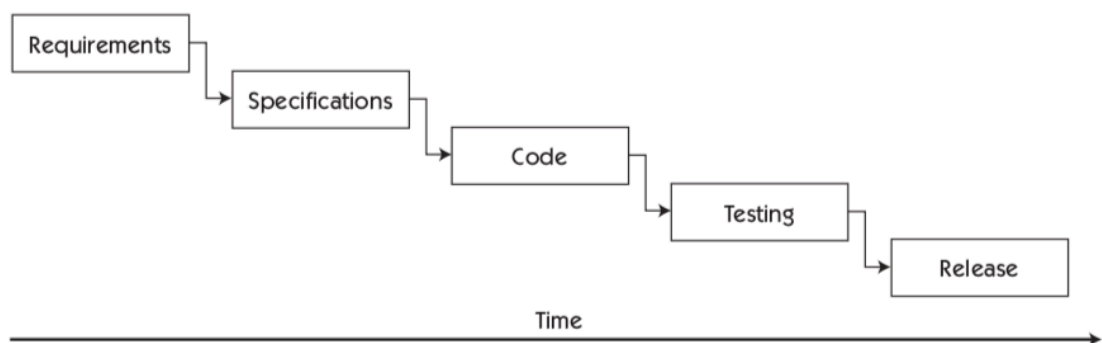 Requirements
Specifications
Code
Testing
Release
Time